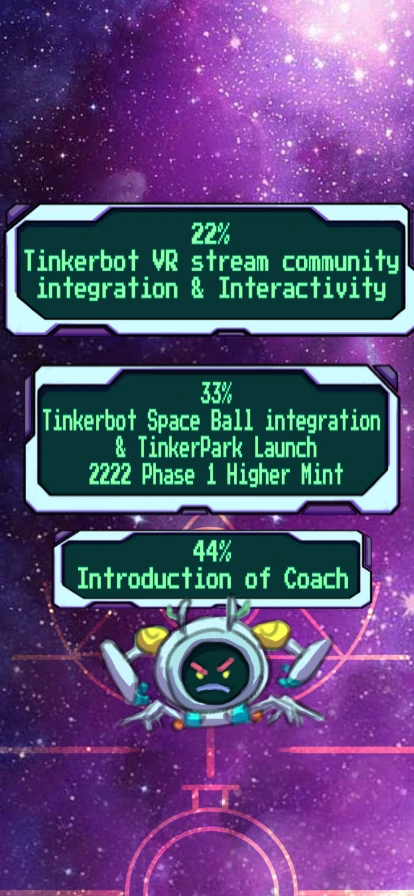 22%
Tinkerbot VR stream community
integration & Interactivity
33%
Tinkerbot Space Ball integration
& TinkerPark Launch
2222 Phase 1 Higher Mint
44%
Introduction of Coach